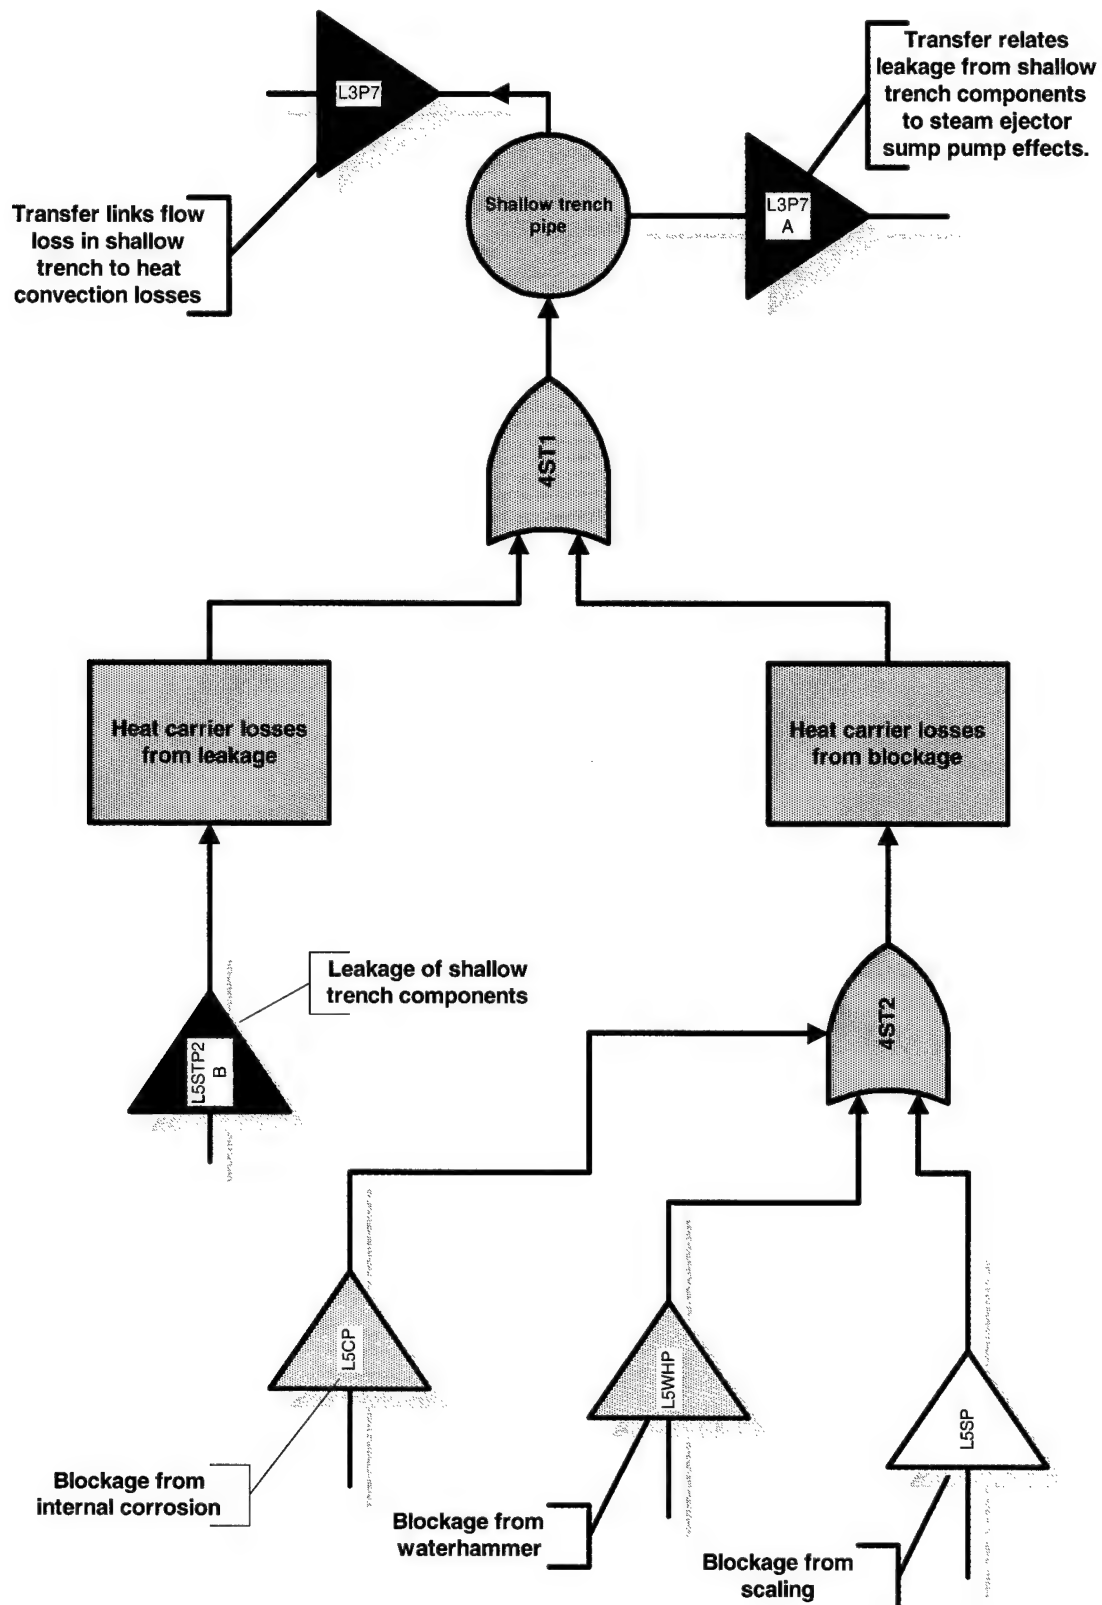 L3P7
Transfer relates
leakage from shallow
trench components
to steam ejector
sump pump effects.
Transfer links flow
loss in shallow
trench to heat
convection losses
Shallow trench
pipe
L3P7
A
4ST1
Heat carrier losses
from leakage
Heat carrier losses
from blockage
Leakage of shallow
trench components
L5STP2
B
4ST2
L5CP
L5WHP
L5SP
Blockage from
internal corrosion
Blockage from
waterhammer
Blockage from
scaling